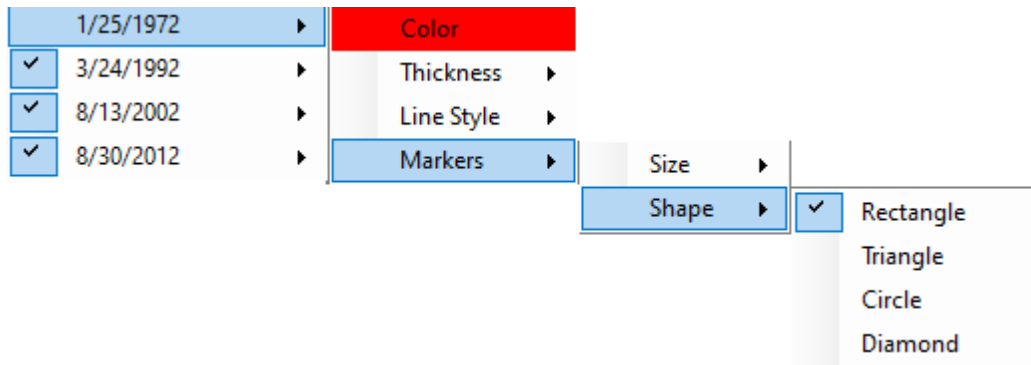 1/25/1972
3/24/1992
8/13/2002
8/30/2012
Color
Thickness
Line Style
Markers
Size
Shape
Rectangle
Triangle
Circle
Diamond